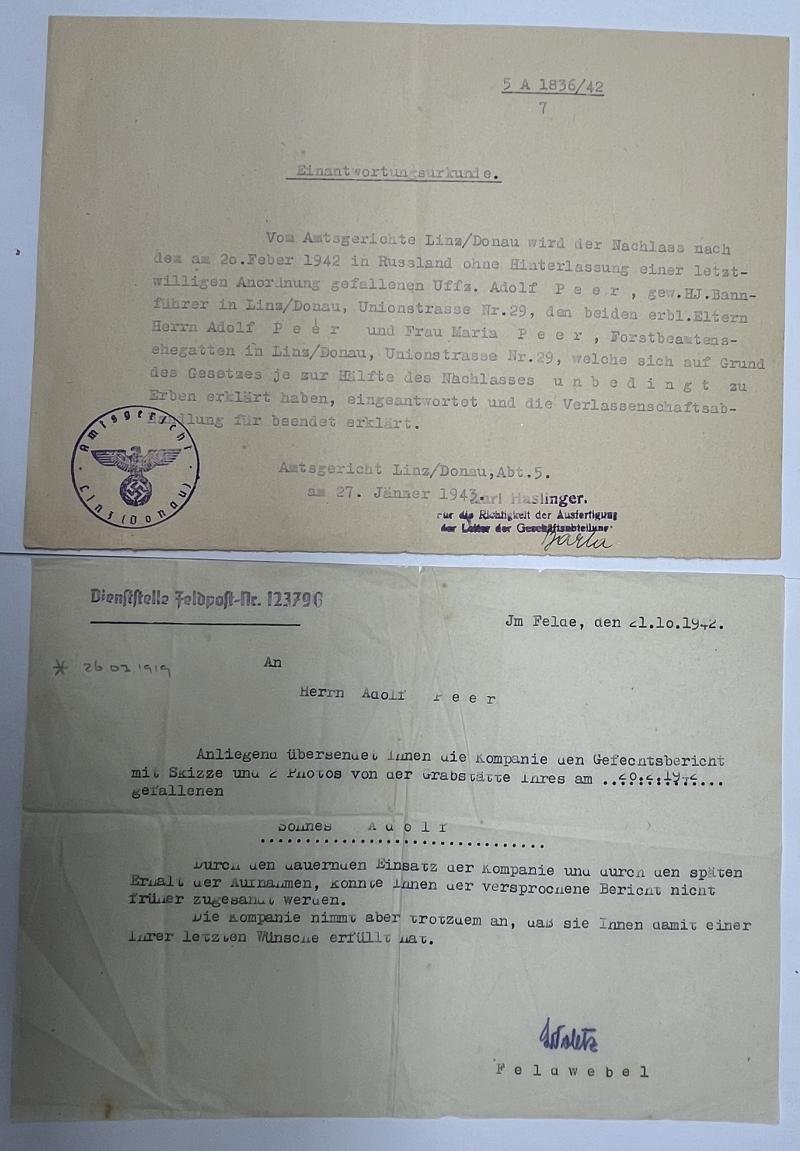 5 A 1836/42
7
Einantwortungsurkunde.
Vom Amtsgerichte Linz/Donau wird der Nachlass nach
dem am 20.Feber 1942 in Russland ohne Hinterlassung einer letzt-
willigen Anordnung gefallenen Uffz. Adolf P e e r , gew.HJ.Bann-
führer in Linz/Donau, Unionstrasse Nr.29, den beiden erbl.Eltern
Herrn Adolf P e e r und Frau Maria P e e r , Forstbeamtens-
ehegatten in Linz/Donau, Unionstrasse Nr.29, welche sich auf Grund
des Gesetzes je zur Hälfte des Nachlasses u n b e d i n g t zu
Erben erklärt haben, eingeantwortet und die Verlassenschaftsab-
handlung für beendet erklärt.
Amtsgericht Linz (Donau)
Amtsgericht Linz/Donau,Abt.5.
am 27. Jänner 1943.
Karl Haslinger.
Für die Richtigkeit der Ausfertigung
der Leiter der Geschäftsabteilung:
Barta
Dienststelle Feldpost-Nr. 12379G
Jm Felde, den 21.10.1942.
* 26.07.1919
An
Herrn Adolf P e e r
Anliegend übersendet Ihnen die Kompanie den Gefechtsbericht
mit Skizze und 2 Photos von der Grabstätte Ihres am ..20.2.1942...
gefallenen
Sohnes A d o l f
Durch den dauernden Einsatz der Kompanie und durch den späten
Erhalt der Aufnahmen, konnte Ihnen der versprochene Bericht nicht
früher zugesandt werden.
Die Kompanie nimmt aber trotzdem an, daß sie Ihnen damit einer
Ihrer letzten Wünsche erfüllt hat.
F e l d w e b e l